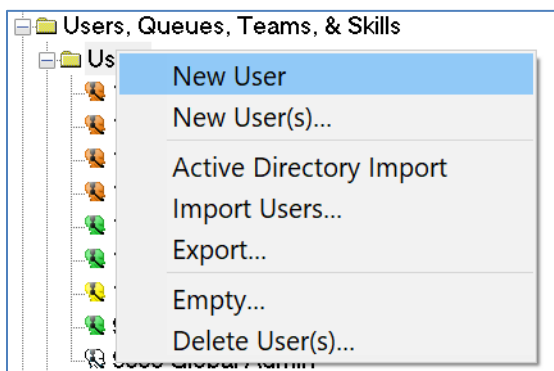 Users, Queues, Teams, & Skills
Us
New User
New User(s)...
Active Directory Import
Import Users...
Export...
Empty...
Delete User(s)...